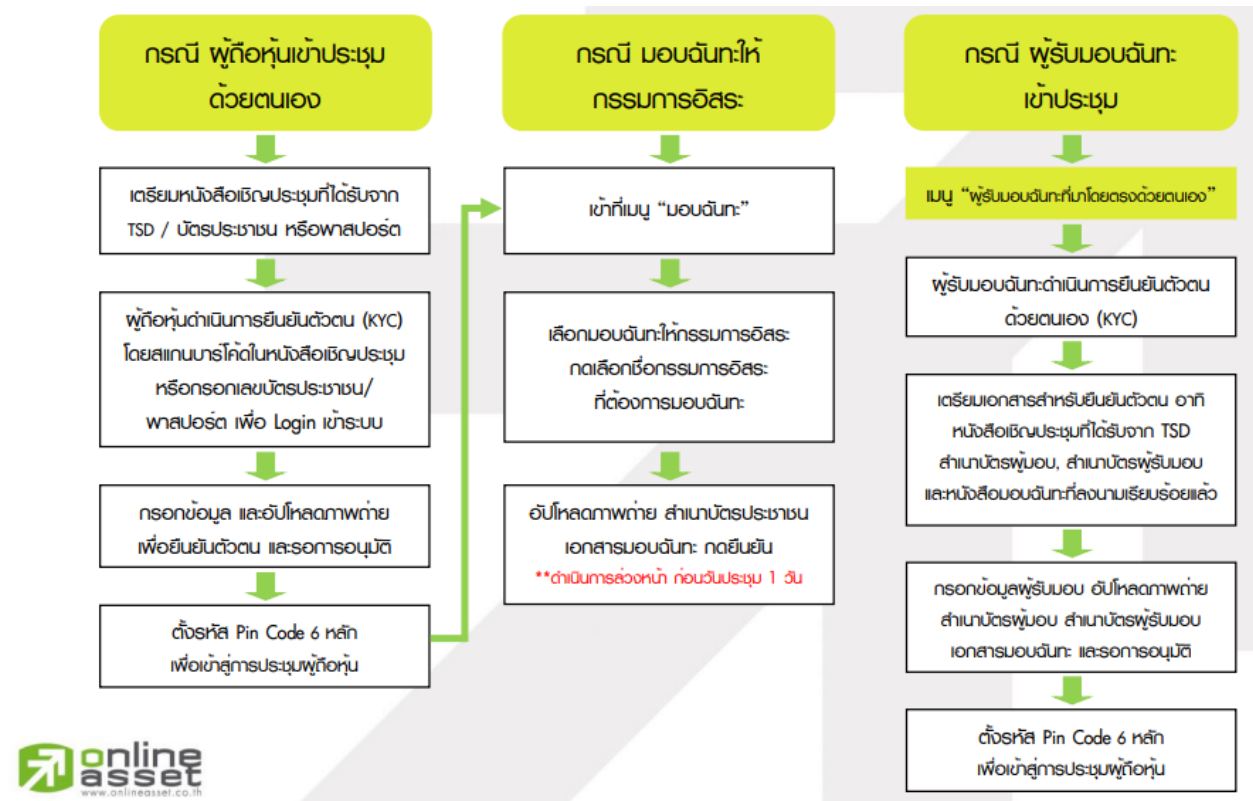 กรณี ผู้ถือหุ้นเข้าประชุม
ด้วยตนเอง
เตรียมหนังสือเชิญประชุมที่ได้รับจาก
TSD / บัตรประชาชน หรือพาสปอร์ต
ผู้ถือหุ้นดำเนินการยืนยันตัวตน (KYC)
โดยสแกนบาร์โค้ดในหนังสือเชิญประชุม
หรือกรอกเลขบัตรประชาชน/
พาสปอร์ต เพื่อ Login เข้าระบบ
กรอกข้อมูล และอัปโหลดภาพถ่าย
เพื่อยืนยันตัวตน และรอการอนุมัติ
ตั้งรหัส Pin Code 6 หลัก
เพื่อเข้าสู่การประชุมผู้ถือหุ้น
กรณี มอบฉันทะให้
กรรมการอิสระ
เข้าที่เมนู “มอบฉันทะ”
เลือกมอบฉันทะให้กรรมการอิสระ
กดเลือกชื่อกรรมการอิสระ
ที่ต้องการมอบฉันทะ
อัปโหลดภาพถ่าย สำเนาบัตรประชาชน
เอกสารมอบฉันทะ กดยืนยัน
**ดำเนินการล่วงหน้า ก่อนวันประชุม 1 วัน
กรณี ผู้รับมอบฉันทะ
เข้าประชุม
เมนู “ผู้รับมอบฉันทะที่มาโดยตรงด้วยตนเอง”
ผู้รับมอบฉันทะดำเนินการยืนยันตัวตน
ด้วยตนเอง (KYC)
เตรียมเอกสารสำหรับยืนยันตัวตน อาทิ
หนังสือเชิญประชุมที่ได้รับจาก TSD
สำเนาบัตรผู้มอบ, สำเนาบัตรผู้รับมอบ
และหนังสือมอบฉันทะที่ลงนามเรียบร้อยแล้ว
กรอกข้อมูลผู้รับมอบ อัปโหลดภาพถ่าย
สำเนาบัตรผู้มอบ สำเนาบัตรผู้รับมอบ
เอกสารมอบฉันทะ และรอการอนุมัติ
ตั้งรหัส Pin Code 6 หลัก
เพื่อเข้าสู่การประชุมผู้ถือหุ้น
online
asset
www.onlineasset.co.th